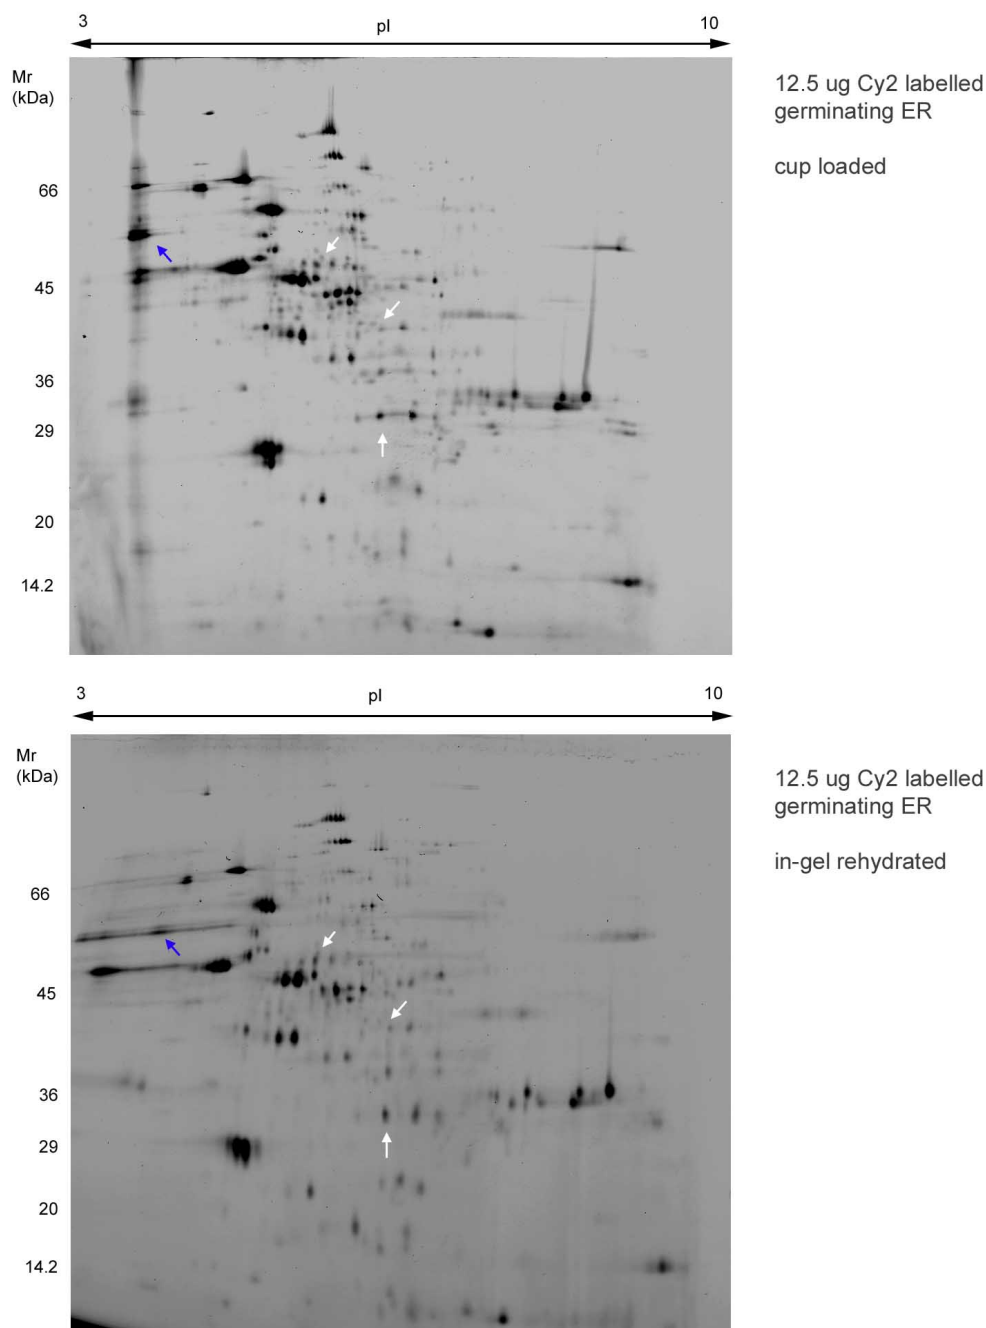 3 pI 10
Mr
(kDa)
66
45
36
29
20
14.2
12.5 ug Cy2 labelled
germinating ER
cup loaded
3 pI 10
Mr
(kDa)
66
45
36
29
20
14.2
12.5 ug Cy2 labelled
germinating ER
in-gel rehydrated